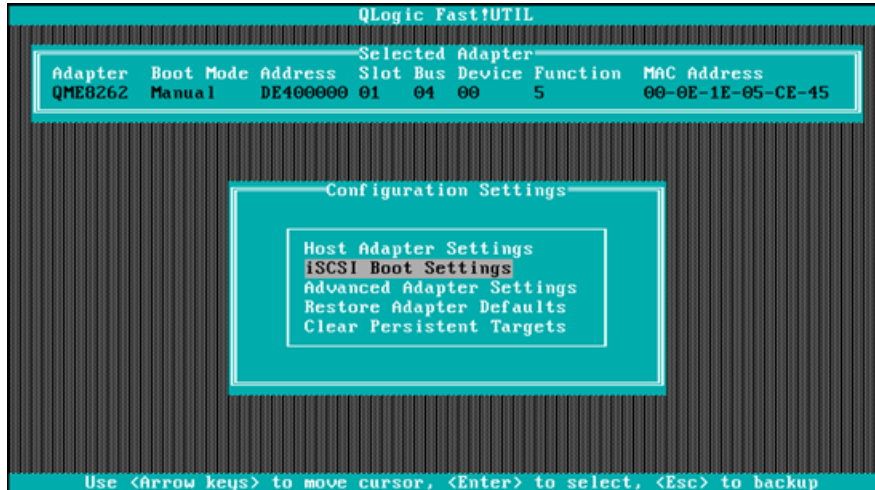 QLogic Fast!UTIL
Selected Adapter
Adapter Boot Mode Address Slot Bus Device Function MAC Address
QME8262 Manual DE400000 01 04 00 5 00-0E-1E-05-CE-45
Configuration Settings
Host Adapter Settings
iSCSI Boot Settings
Advanced Adapter Settings
Restore Adapter Defaults
Clear Persistent Targets
Use <Arrow keys> to move cursor, <Enter> to select, <Esc> to backup